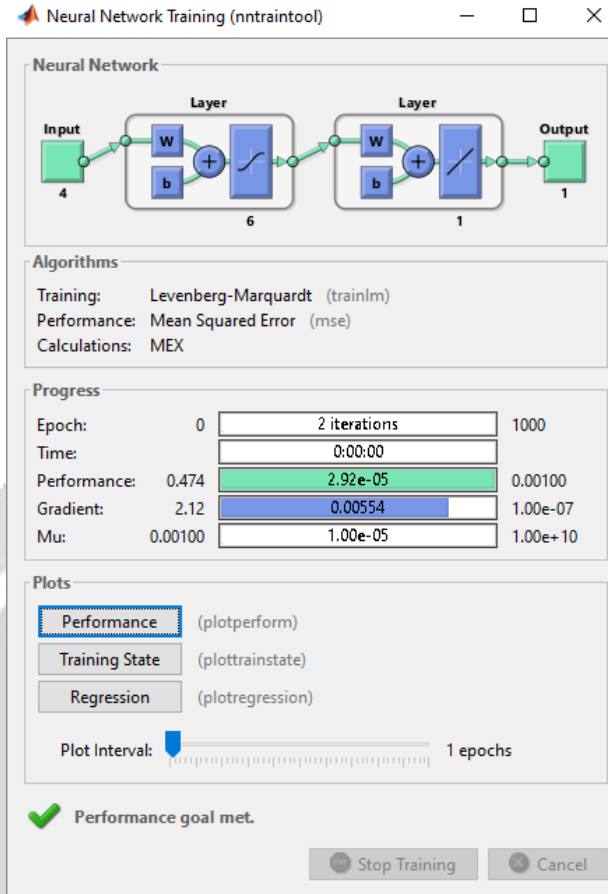 Neural Network Training (nntraintool)
Neural Network
Layer Layer
Input Output
W W
b b
4 6 1 1
Algorithms
Training: Levenberg-Marquardt (trainlm)
Performance: Mean Squared Error (mse)
Calculations: MEX
Progress
Epoch: 0 2 iterations 1000
Time: 0:00:00
Performance: 0.474 2.92e-05 0.00100
Gradient: 2.12 0.00554 1.00e-07
Mu: 0.00100 1.00e-05 1.00e+10
Plots
Performance (plotperform)
Training State (plottrainstate)
Regression (plotregression)
Plot Interval: 1 epochs
Performance goal met.
Stop Training Cancel